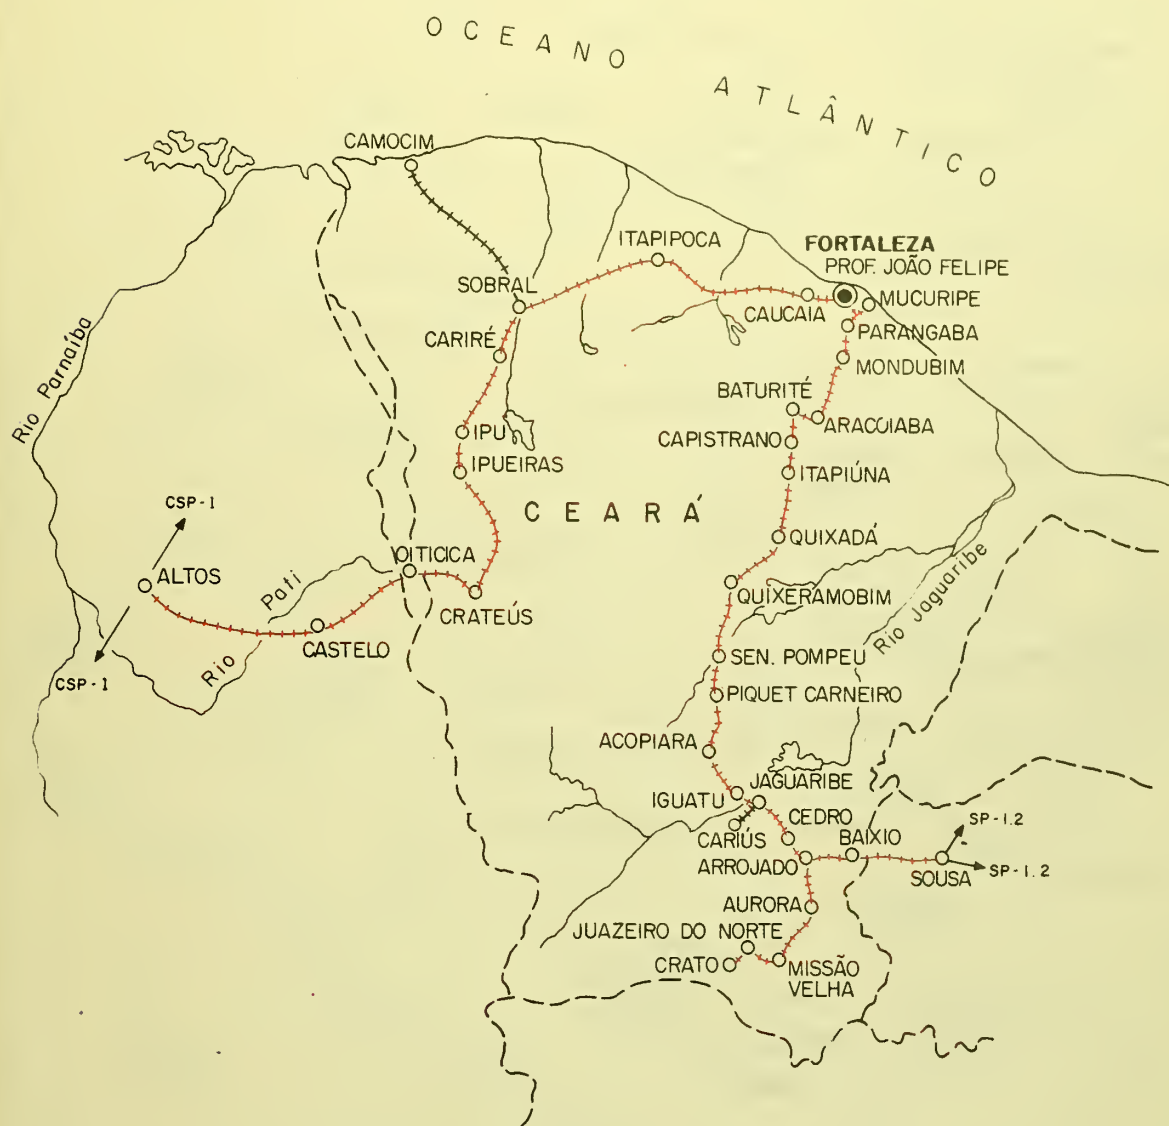 OCEANO ATLÂNTICO
CAMOCIM
ITAPIPOCA
FORTALEZA
PROF. JOÃO FELIPE
SOBRAL
CAUCAIA
MUCURIPE
PARANGABA
CARIRÉ
MONDUBIM
Rio Parnaíba
BATURITÉ
ARACOIABA
IPU
CAPISTRANO
IPUEIRAS
ITAPIÚNA
CSP-1
CEARÁ
QUIXADÁ
OITICICA
ALTOS
Rio Pati
CRATEÚS
QUIXERAMOBIM
Rio Jaguaribe
CASTELO
SEN. POMPEU
CSP-1
PIQUET CARNEIRO
ACOPIARA
JAGUARIBE
IGUATU
CEDRO
SP-1.2
CARIÚS
BAIXIO
ARROJADO
SOUSA
SP-1.2
AURORA
JUAZEIRO DO NORTE
CRATO
MISSÃO
VELHA